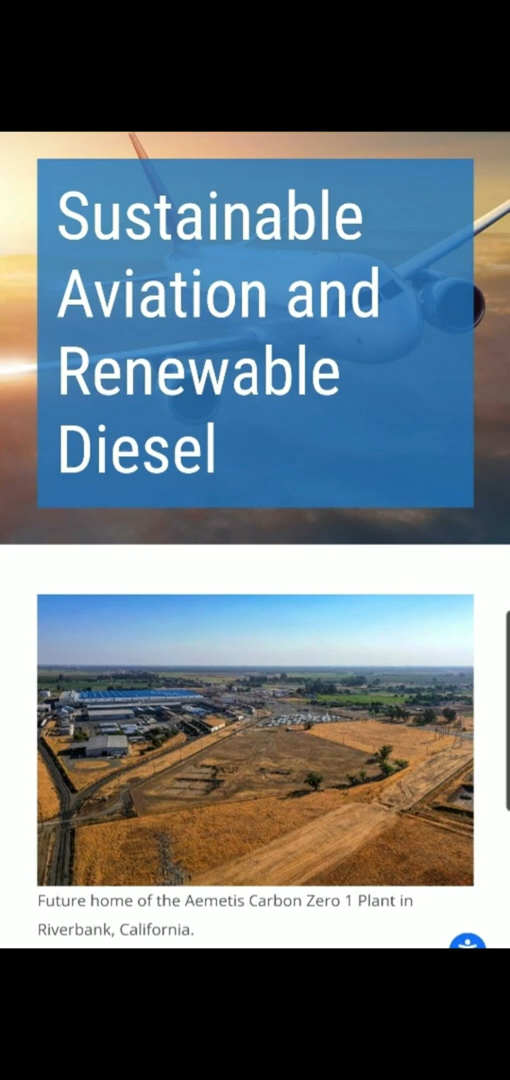 Sustainable
Aviation and
Renewable
Diesel
Future home of the Aemetis Carbon Zero 1 Plant in
Riverbank, California.